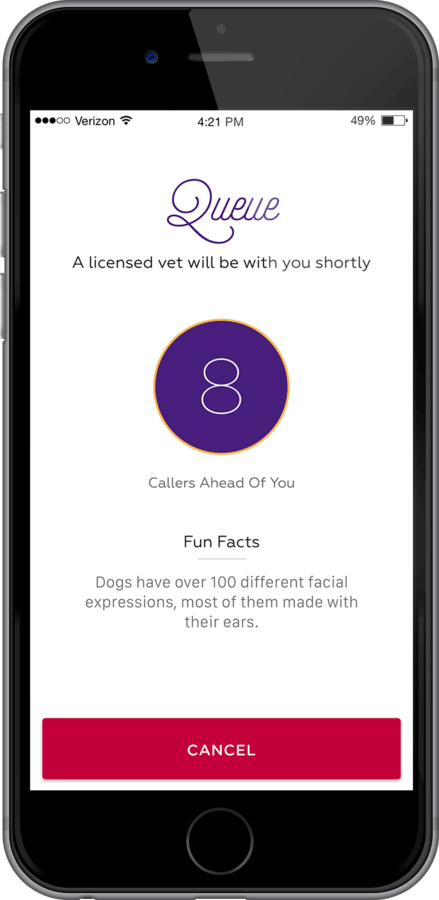 Verizon 4:21 PM 49%
Queue
A licensed vet will be with you shortly
8
Callers Ahead Of You
Fun Facts
Dogs have over 100 different facial
expressions, most of them made with
their ears.
CANCEL